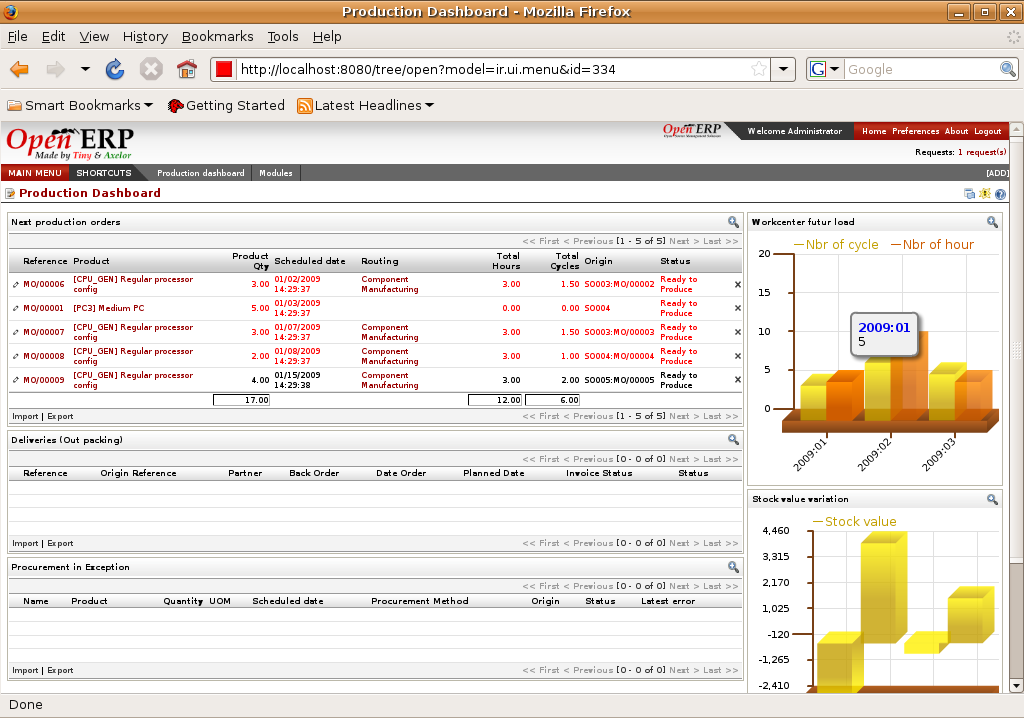 Production Dashboard - Mozilla Firefox
File Edit View History Bookmarks Tools Help
http://localhost:8080/tree/open?model=ir.ui.menu&id=334
G Google
Smart Bookmarks Getting Started Latest Headlines
Open ERP
Made by Tiny & Axelor
Open ERP Welcome Administrator Home Preferences About Logout
Requests: 1 request(s)
MAIN MENU SHORTCUTS Production dashboard Modules [ADD]
Production Dashboard
Next production orders
<< First < Previous [1 - 5 of 5] Next > Last >>
Reference Product Production Qty Scheduled date Routing Total Hours Total Cycles Origin Status
MO/00006 [CPU_GEN] Regular processor config 3.00 01/02/2009 14:29:37 Component Manufacturing 3.00 1.50 SO003:MO/00002 Ready to Produce
MO/00001 [PC3] Medium PC 5.00 01/03/2009 14:29:37 0.00 0.00 SO004 Ready to Produce
MO/00007 [CPU_GEN] Regular processor config 3.00 01/07/2009 14:29:37 Component Manufacturing 3.00 1.50 SO003:MO/00003 Ready to Produce
MO/00008 [CPU_GEN] Regular processor config 2.00 01/08/2009 14:29:37 Component Manufacturing 3.00 1.00 SO004:MO/00004 Ready to Produce
MO/00009 [CPU_GEN] Regular processor config 4.00 01/15/2009 14:29:38 Component Manufacturing 3.00 2.00 SO005:MO/00005 Ready to Produce
17.00 12.00 6.00
Import | Export << First < Previous [1 - 5 of 5] Next > Last >>
Deliveries (Out packing)
<< First < Previous [0 - 0 of 0] Next > Last >>
Reference Origin Reference Partner Back Order Date Order Planned Date Invoice Status Status
Import | Export << First < Previous [0 - 0 of 0] Next > Last >>
Procurement in Exception
<< First < Previous [0 - 0 of 0] Next > Last >>
Name Product Quantity UOM Scheduled date Procurement Method Origin Status Latest error
Import | Export << First < Previous [0 - 0 of 0] Next > Last >>
Workcenter futur load
Nbr of cycle Nbr of hour
20
15
10
5
0
2009:01
5
2009:01 2009:02 2009:03
Stock value variation
Stock value
4,460
3,315
2,170
1,025
-120
-1,265
-2,410
Done